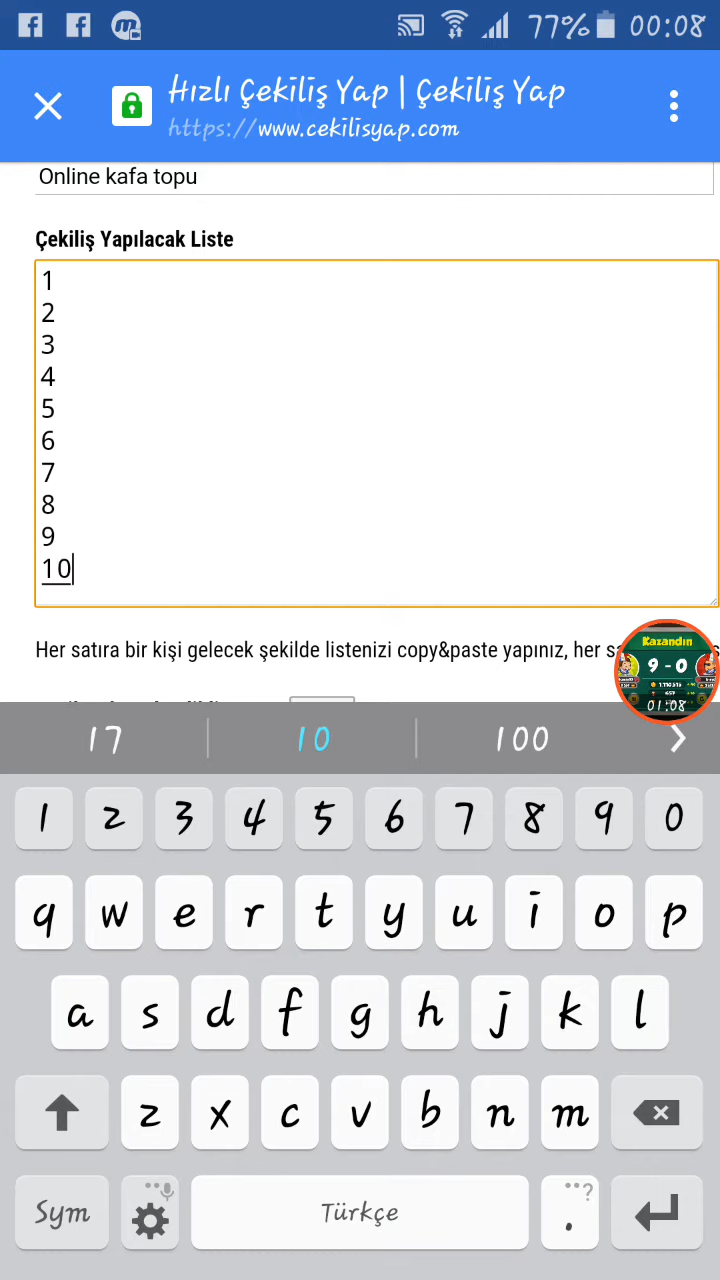 77% 00:08
Hızlı Çekiliş Yap | Çekiliş Yap
https://www.cekilisyap.com
Online kafa topu
Çekiliş Yapılacak Liste
1
2
3
4
5
6
7
8
9
10
Her satıra bir kişi gelecek şekilde listenizi copy&paste yapınız, her
Kazandın
9 - 0
01:08
17 10 100
1 2 3 4 5 6 7 8 9 0
q w e r t y u i o p
a s d f g h j k l
z x c v b n m
Sym Türkçe . ?